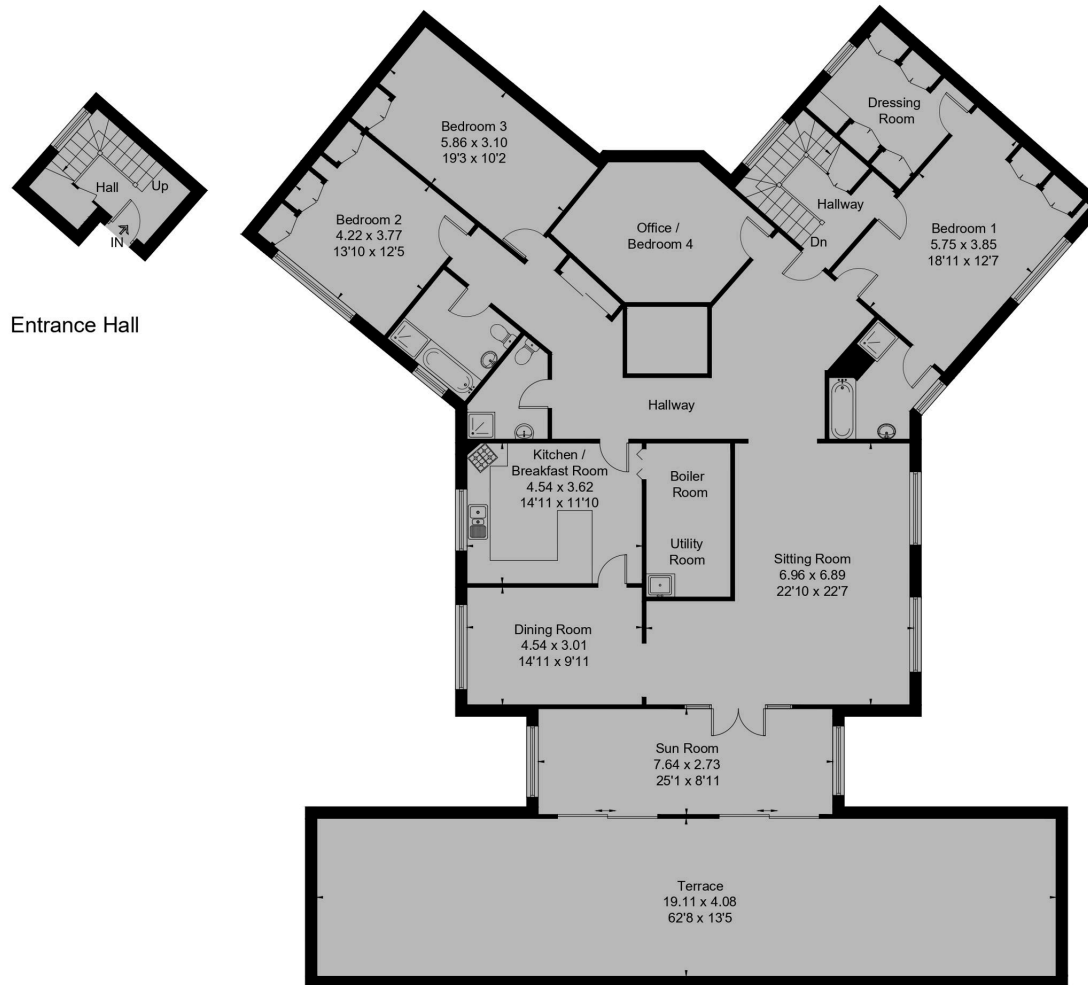 Hall
Up
IN
Entrance Hall
Bedroom 3
5.86 x 3.10
19'3 x 10'2
Bedroom 2
4.22 x 3.77
13'10 x 12'5
Office /
Bedroom 4
Dressing
Room
Hallway
Dn
Bedroom 1
5.75 x 3.85
18'11 x 12'7
Hallway
Kitchen /
Breakfast Room
4.54 x 3.62
14'11 x 11'10
Boiler
Room
Utility
Room
Sitting Room
6.96 x 6.89
22'10 x 22'7
Dining Room
4.54 x 3.01
14'11 x 9'11
Sun Room
7.64 x 2.73
25'1 x 8'11
Terrace
19.11 x 4.08
62'8 x 13'5